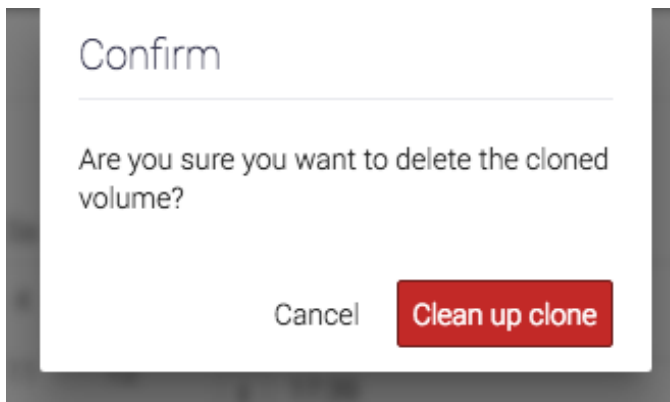 Confirm
Are you sure you want to delete the cloned
volume?
Cancel
Clean up clone